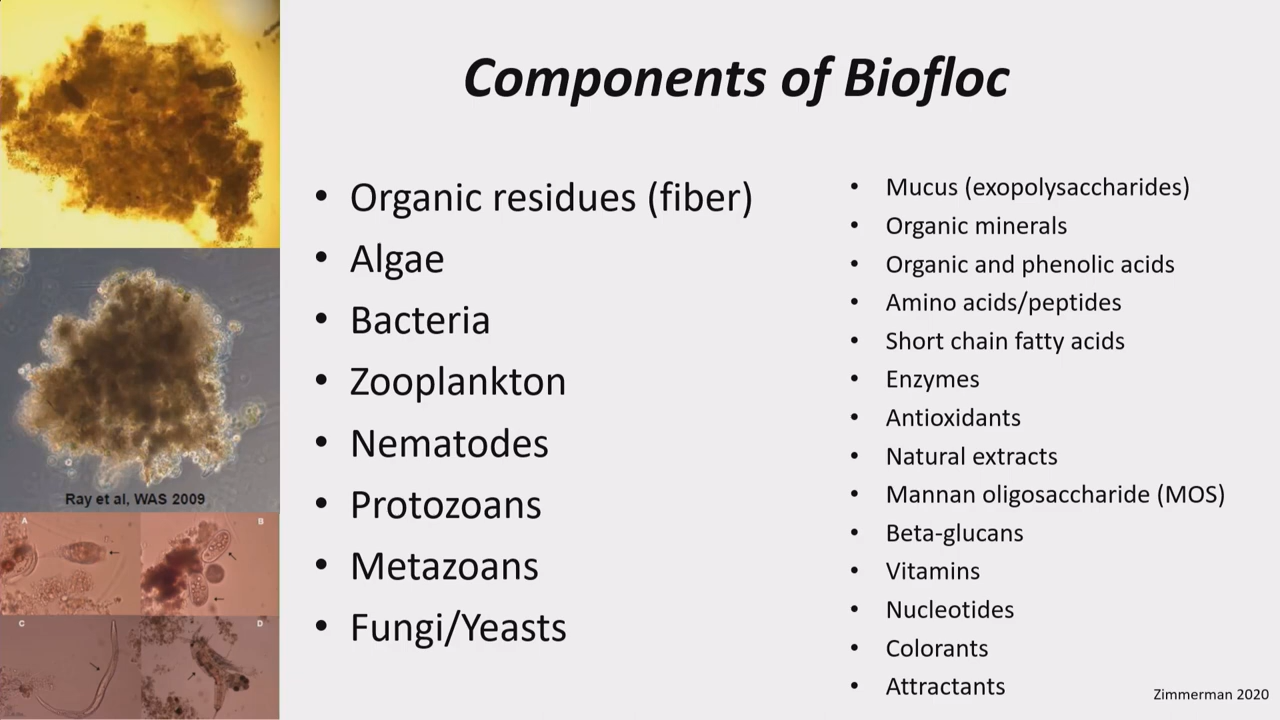 Components of Biofloc
• Organic residues (fiber)
• Algae
• Bacteria
• Zooplankton
• Nematodes
• Protozoans
• Metazoans
• Fungi/Yeasts
• Mucus (exopolysaccharides)
• Organic minerals
• Organic and phenolic acids
• Amino acids/peptides
• Short chain fatty acids
• Enzymes
• Antioxidants
• Natural extracts
• Mannan oligosaccharide (MOS)
• Beta-glucans
• Vitamins
• Nucleotides
• Colorants
• Attractants
Zimmerman 2020
Ray et al, WAS 2009
A
B
C
D